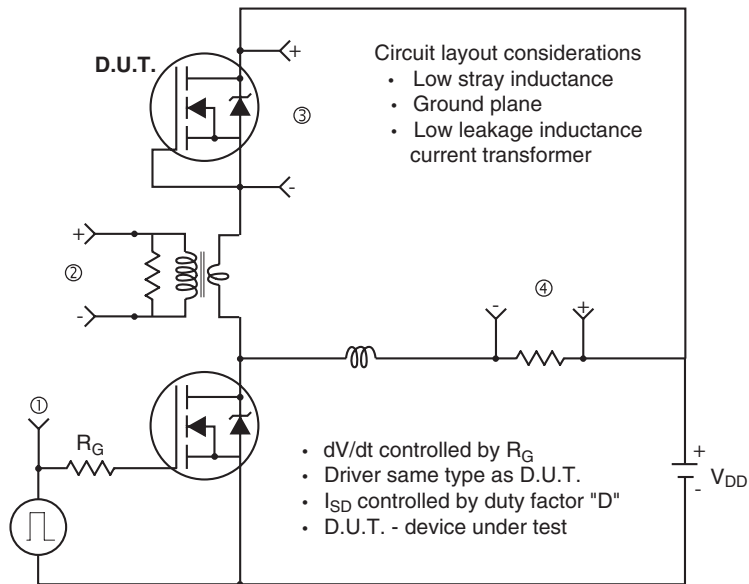 D.U.T.
+
③
-
Circuit layout considerations
• Low stray inductance
• Ground plane
• Low leakage inductance
current transformer
+
②
-
④
-
+
①
R_G
• dV/dt controlled by R_G
• Driver same type as D.U.T.
• I_SD controlled by duty factor "D"
• D.U.T. - device under test
+
V_DD
-